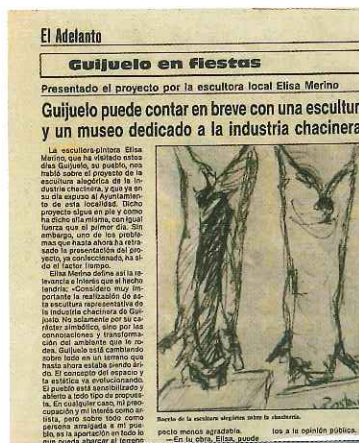 El Adelanto
Guijuelo en fiestas
Presentado el proyecto por la escultora local Elisa Merino
Guijuelo puede contar en breve con una escultur
y un museo dedicado a la industria chacinera
La escultora-pintora Elisa
Merino, que ha visitado estos
días Guijuelo, su pueblo, nos
habló sobre el proyecto de la
escultura alegórica de la in-
dustria chacinera, y que ya en
su día expuso al Ayuntamien-
to de esta localidad. Dicho
proyecto sigue en pie y como
ha dicho ella misma, con igual
fuerza que el primer día. Sin
embargo, uno de los proble-
mas que hasta ahora ha retra-
sado la presentación del pro-
yecto, ya confeccionado, ha si-
do el factor tiempo.
Elisa Merino define así la re-
levancia e interés que el hecho
tendría: «Considero muy im-
portante la realización de es-
ta escultura representativa de
la industria chacinera de Gui-
juelo. No solamente por su ca-
rácter simbólico, sino por las
connotaciones y transforma-
ción del ambiente que le ro-
dea. Guijuelo está cambiando
sobre todo en un terreno que
hasta ahora estaba siendo ári-
do. El concepto del espacio y
la estética va evolucionando.
El pueblo está sensibilizado y
abierto a todo tipo de propues-
ta. En cualquier caso, mi preo-
cupación y mi interés como ar-
tista, pero sobre todo como
persona arraigada a mi pue-
blo, es la aportación en todo lo
que pueda abarcar al terreno
Boceto de la escultura alegórica sobre la chacinería.
pecto menos agradable.
—En tu obra, Elisa, puede
los a la opinión pública,